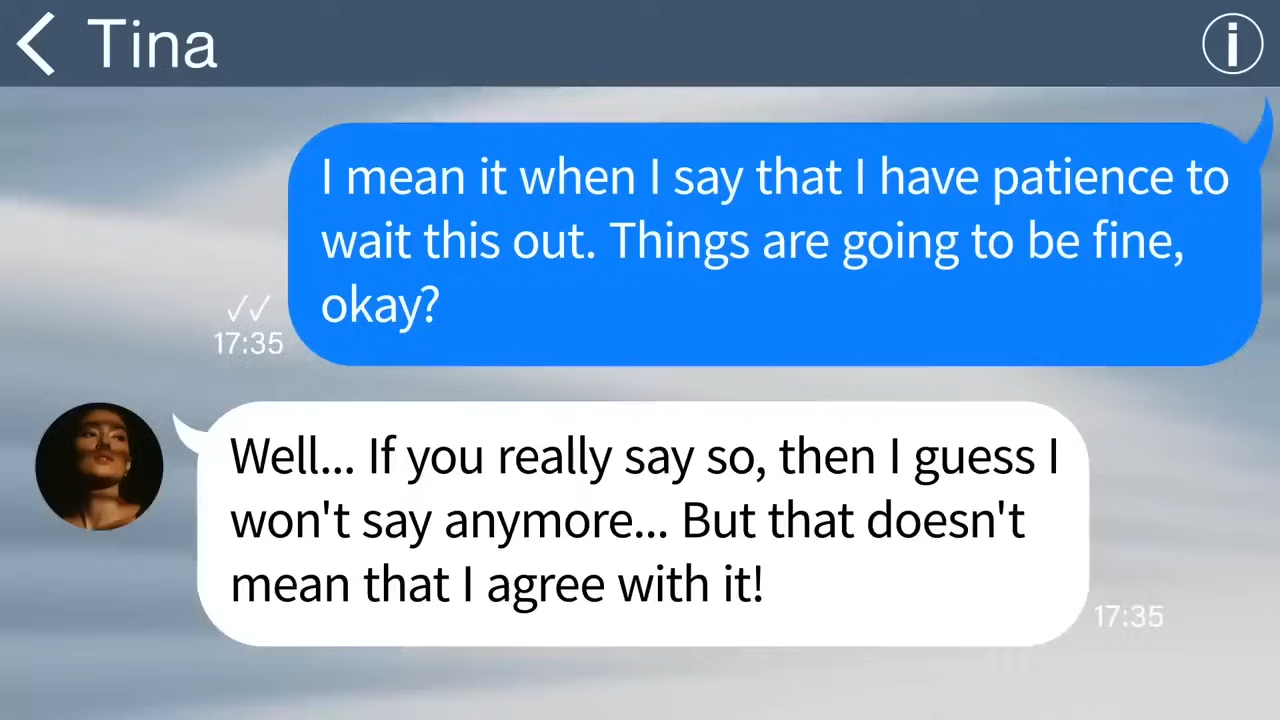 Tina
I mean it when I say that I have patience to
wait this out. Things are going to be fine,
okay?
17:35
Well... If you really say so, then I guess I
won't say anymore... But that doesn't
mean that I agree with it!
17:35